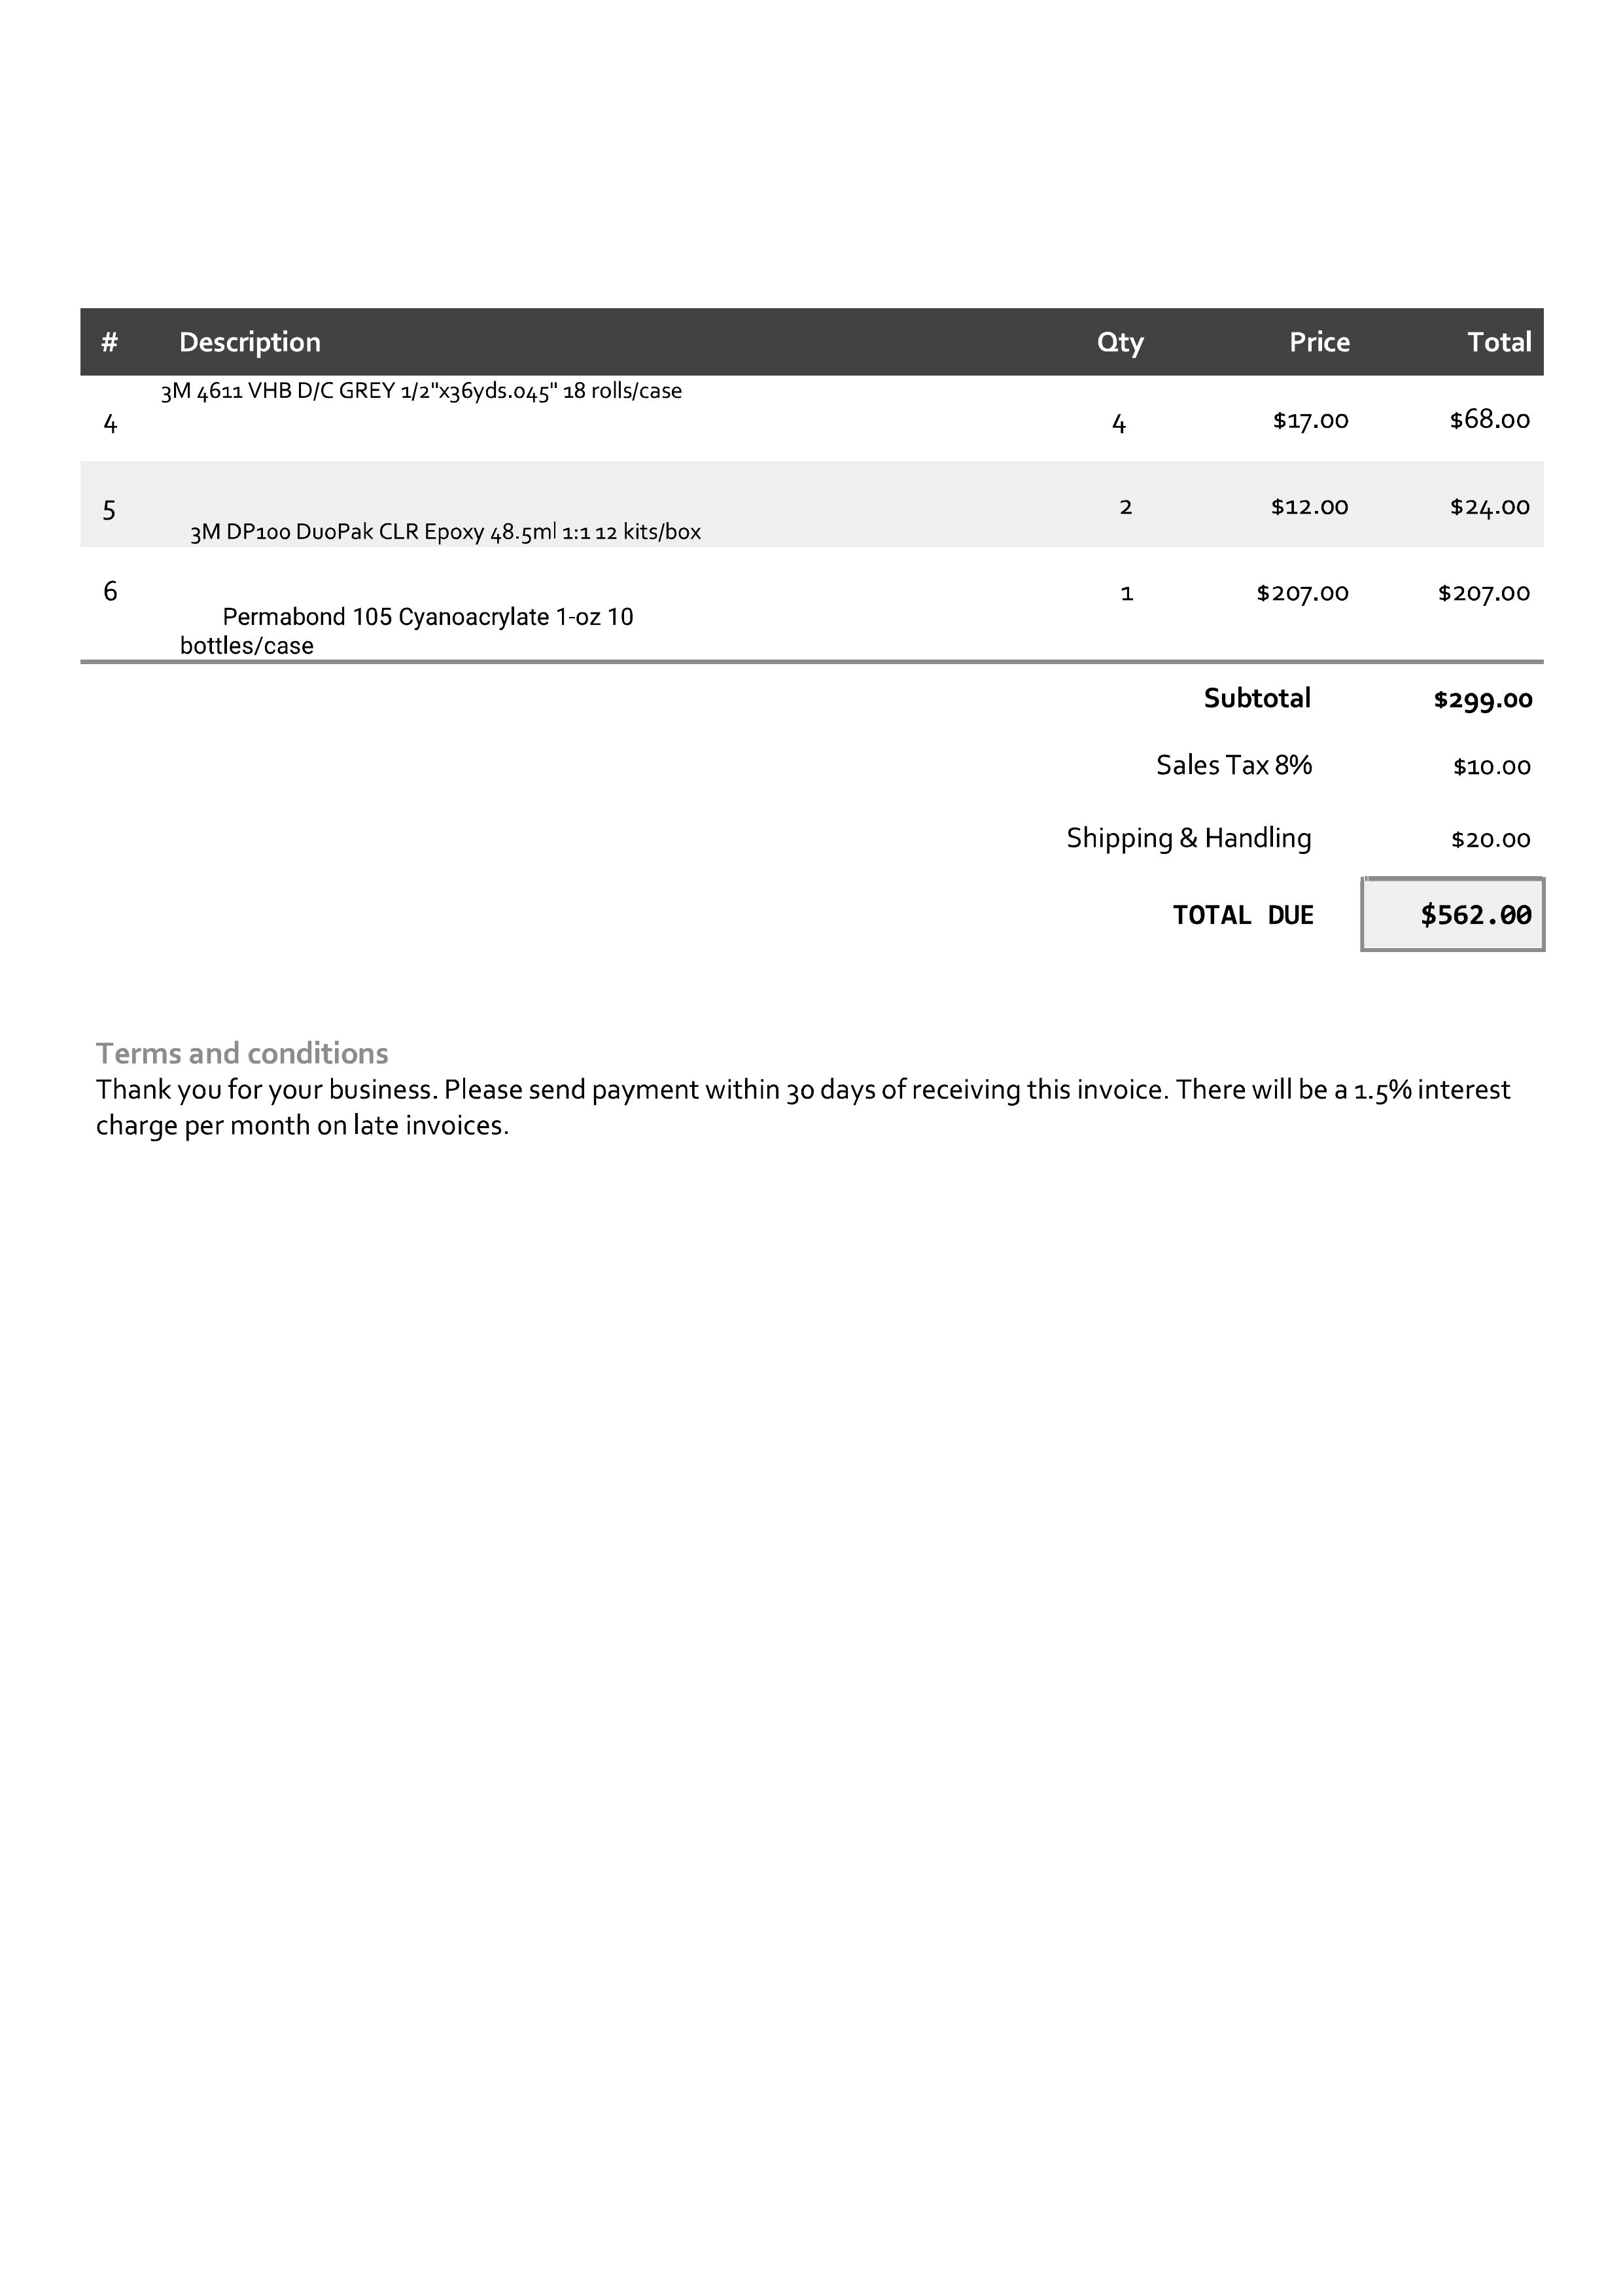 # Description Qty Price Total
3M 4611 VHB D/C GREY 1/2"x36yds.045" 18 rolls/case
4 4 $17.00 $68.00
5 2 $12.00 $24.00
3M DP100 DuoPak CLR Epoxy 48.5ml 1:1 12 kits/box
6 1 $207.00 $207.00
Permabond 105 Cyanoacrylate 1-oz 10
bottles/case
Subtotal $299.00
Sales Tax 8% $10.00
Shipping & Handling $20.00
TOTAL DUE $562.00
Terms and conditions
Thank you for your business. Please send payment within 30 days of receiving this invoice. There will be a 1.5% interest
charge per month on late invoices.